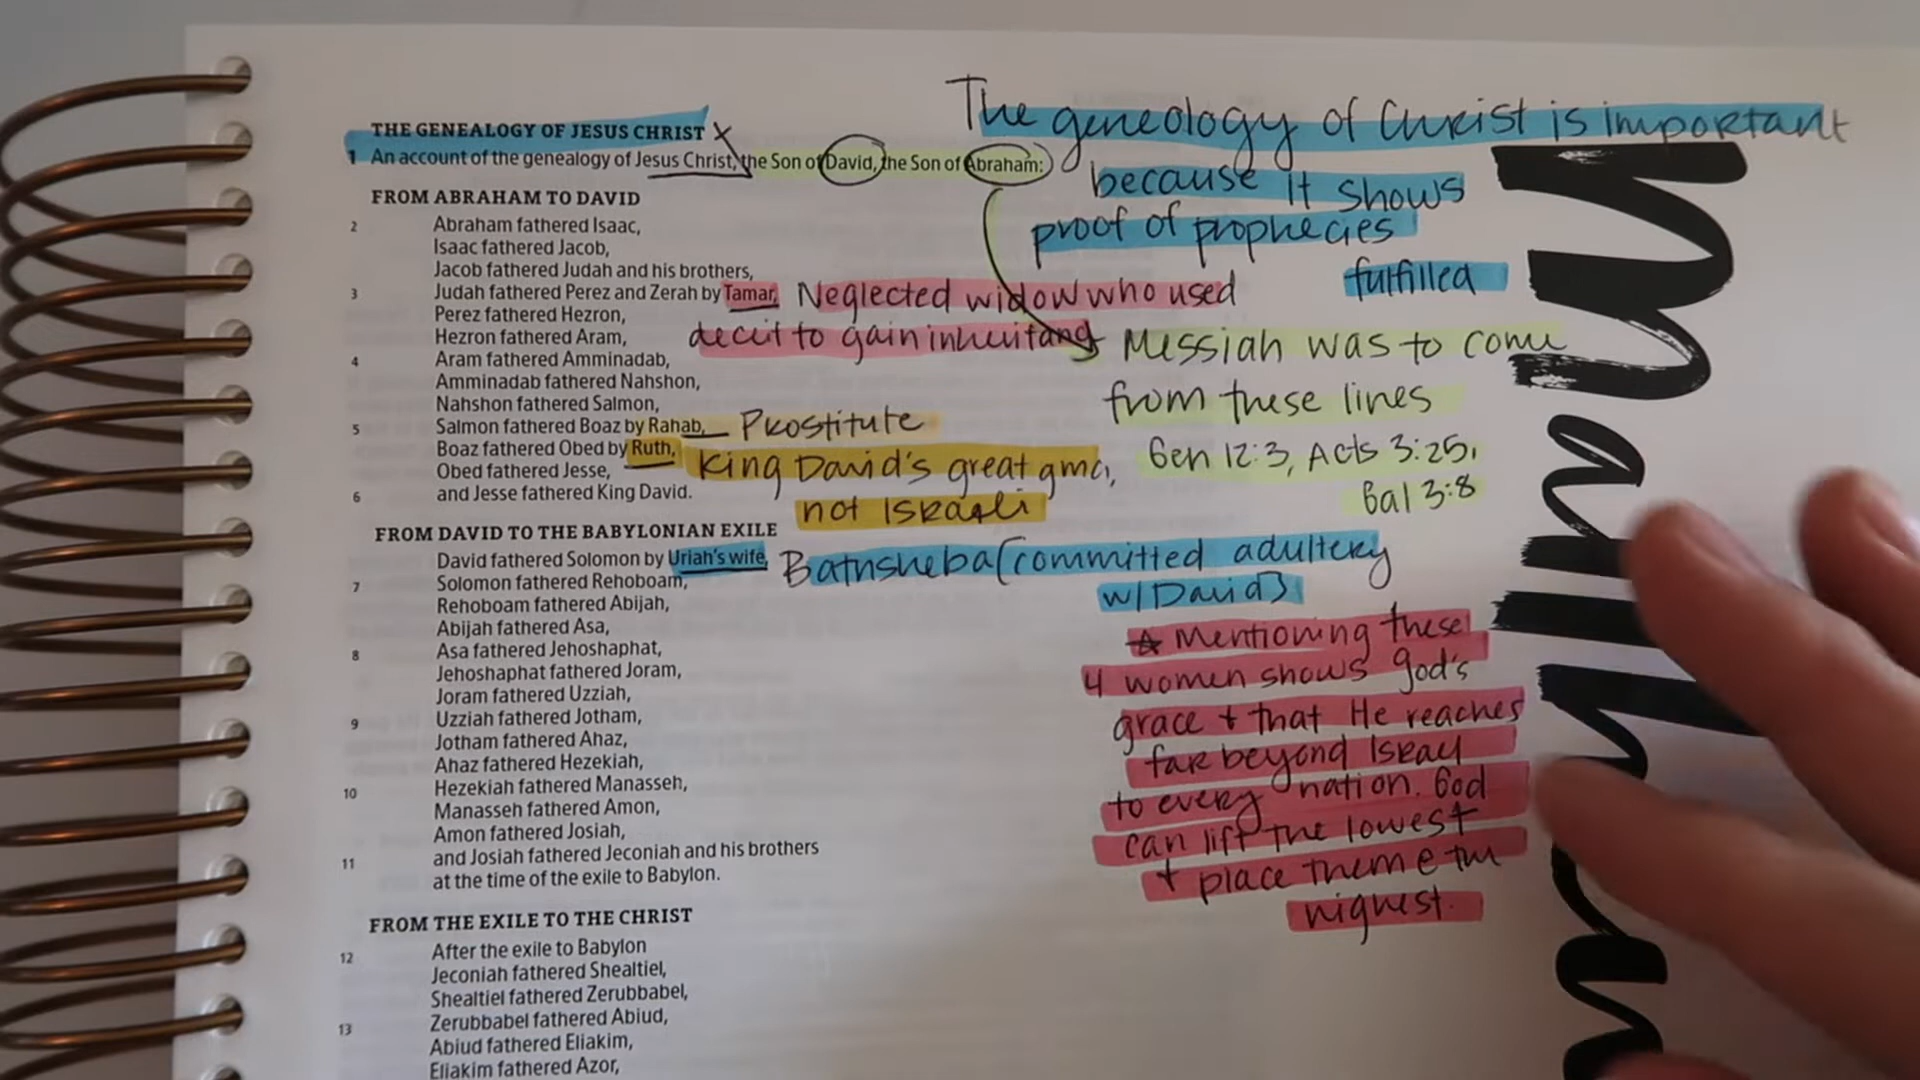 The geneology of Christ is important
because it shows
proof of prophecies
fulfilled
THE GENEALOGY OF JESUS CHRIST
1 An account of the genealogy of Jesus Christ, the Son of David, the Son of Abraham:
FROM ABRAHAM TO DAVID
2 Abraham fathered Isaac,
Isaac fathered Jacob,
Jacob fathered Judah and his brothers,
3 Judah fathered Perez and Zerah by Tamar, Neglected widow who used
decit to gain
Perez fathered Hezron,
Hezron fathered Aram,
4 Aram fathered Amminadab,
Amminadab fathered Nahshon,
Nahshon fathered Salmon,
5 Salmon fathered Boaz by Rahab, Prostitute
Boaz fathered Obed by Ruth, King David's great gma,
not Israeli
Obed fathered Jesse,
6 and Jesse fathered King David.
Messiah was to come
from these lines
Gen 12:3, Acts 3:25,
Gal 3:8
FROM DAVID TO THE BABYLONIAN EXILE
David fathered Solomon by Uriah's wife, Bathsheba (committed adultery
w/ David)
7 Solomon fathered Rehoboam,
Rehoboam fathered Abijah,
Abijah fathered Asa,
8 Asa fathered Jehoshaphat,
Jehoshaphat fathered Joram,
Joram fathered Uzziah,
9 Uzziah fathered Jotham,
Jotham fathered Ahaz,
Ahaz fathered Hezekiah,
10 Hezekiah fathered Manasseh,
Manasseh fathered Amon,
Amon fathered Josiah,
11 and Josiah fathered Jeconiah and his brothers
at the time of the exile to Babylon.
Mentioning these
4 women shows God's
grace + that He reaches
far beyond Israel
to every nation. God
can lift the lowest
+ place them @ the
highest.
FROM THE EXILE TO THE CHRIST
12 After the exile to Babylon
Jeconiah fathered Shealtiel,
Shealtiel fathered Zerubbabel,
13 Zerubbabel fathered Abiud,
Abiud fathered Eliakim,
Eliakim fathered Azor,